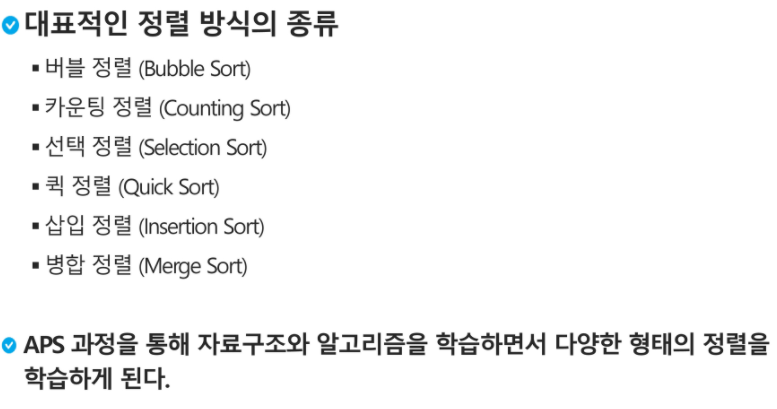 대표적인 정렬 방식의 종류
▪ 버블 정렬 (Bubble Sort)
▪ 카운팅 정렬 (Counting Sort)
▪ 선택 정렬 (Selection Sort)
▪ 퀵 정렬 (Quick Sort)
▪ 삽입 정렬 (Insertion Sort)
▪ 병합 정렬 (Merge Sort)
APS 과정을 통해 자료구조와 알고리즘을 학습하면서 다양한 형태의 정렬을
학습하게 된다.